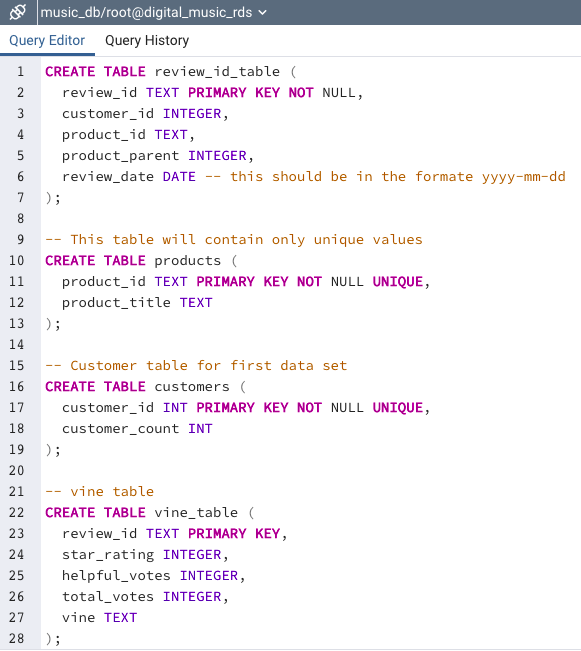 music_db/root@digital_music_rds
Query Editor Query History
1 CREATE TABLE review_id_table (
2   review_id TEXT PRIMARY KEY NOT NULL,
3   customer_id INTEGER,
4   product_id TEXT,
5   product_parent INTEGER,
6   review_date DATE -- this should be in the formate yyyy-mm-dd
7 );
8
9 -- This table will contain only unique values
10 CREATE TABLE products (
11   product_id TEXT PRIMARY KEY NOT NULL UNIQUE,
12   product_title TEXT
13 );
14
15 -- Customer table for first data set
16 CREATE TABLE customers (
17   customer_id INT PRIMARY KEY NOT NULL UNIQUE,
18   customer_count INT
19 );
20
21 -- vine table
22 CREATE TABLE vine_table (
23   review_id TEXT PRIMARY KEY,
24   star_rating INTEGER,
25   helpful_votes INTEGER,
26   total_votes INTEGER,
27   vine TEXT
28 );